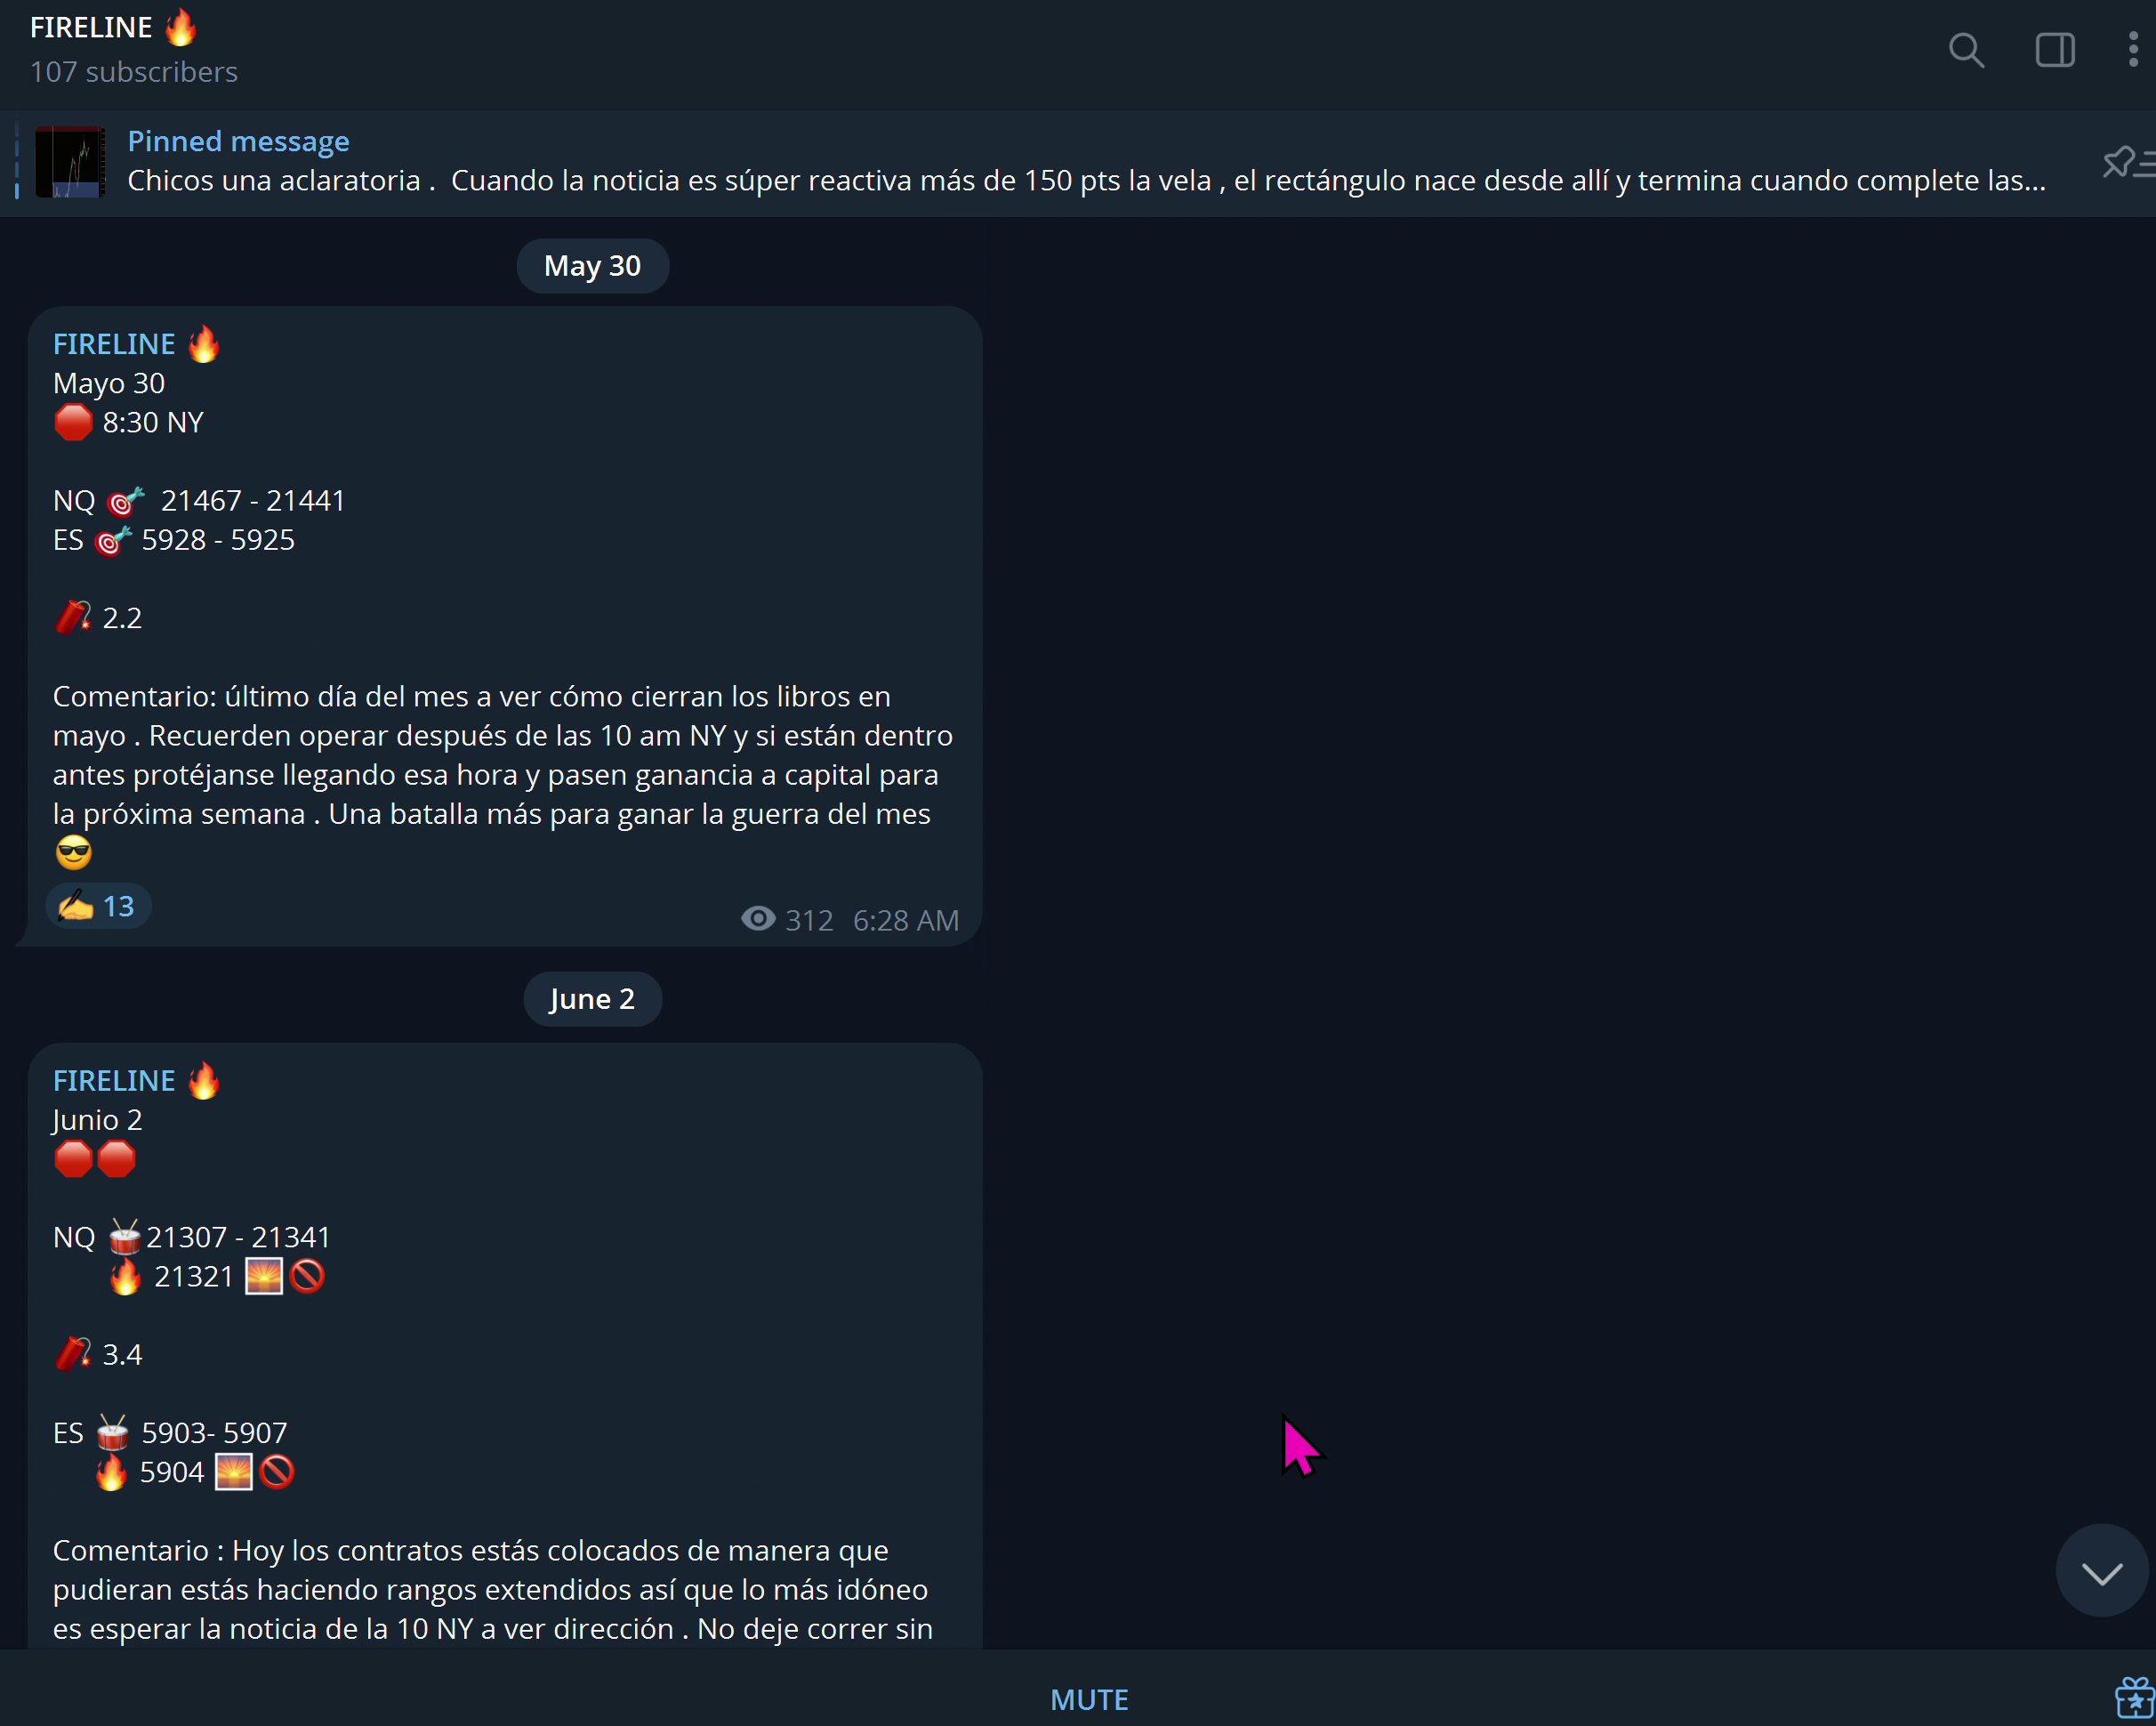 FIRELINE 🔥
107 subscribers
Pinned message
Chicos una aclaratoria .  Cuando la noticia es súper reactiva más de 150 pts la vela , el rectángulo nace desde allí y termina cuando complete las...
May 30
FIRELINE 🔥
Mayo 30
🛑 8:30 NY
NQ 🎯 21467 - 21441
ES 🎯 5928 - 5925
🧨 2.2
Comentario: último día del mes a ver cómo cierran los libros en
mayo . Recuerden operar después de las 10 am NY y si están dentro
antes protéjanse llegando esa hora y pasen ganancia a capital para
la próxima semana . Una batalla más para ganar la guerra del mes
😎
✍️ 13
312 6:28 AM
June 2
FIRELINE 🔥
Junio 2
🛑🛑
NQ 🥁21307 - 21341
🔥 21321 🌅🚫
🧨 3.4
ES 🥁 5903- 5907
🔥 5904 🌅🚫
Comentario : Hoy los contratos estás colocados de manera que
pudieran estás haciendo rangos extendidos así que lo más idóneo
es esperar la noticia de la 10 NY a ver dirección . No deje correr sin
MUTE